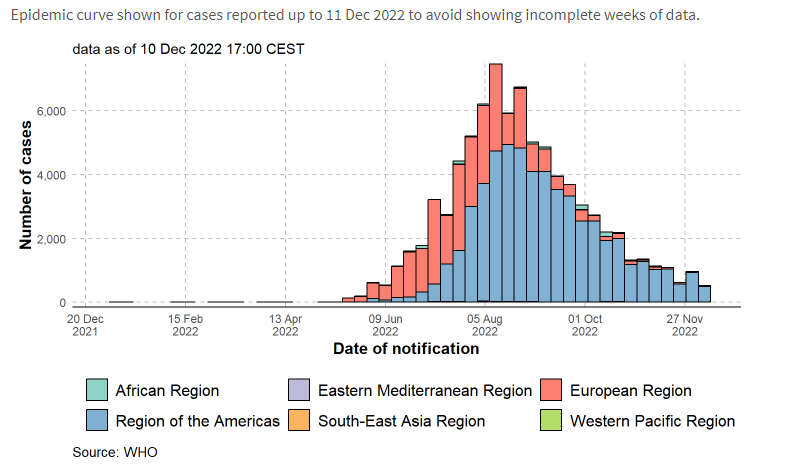 Epidemic curve shown for cases reported up to 11 Dec 2022 to avoid showing incomplete weeks of data.
data as of 10 Dec 2022 17:00 CEST
Number of cases
6,000
4,000
2,000
0
20 Dec 15 Feb 13 Apr 09 Jun 05 Aug 01 Oct 27 Nov
2021 2022 2022 2022 2022 2022 2022
Date of notification
African Region Eastern Mediterranean Region European Region
Region of the Americas South-East Asia Region Western Pacific Region
Source: WHO